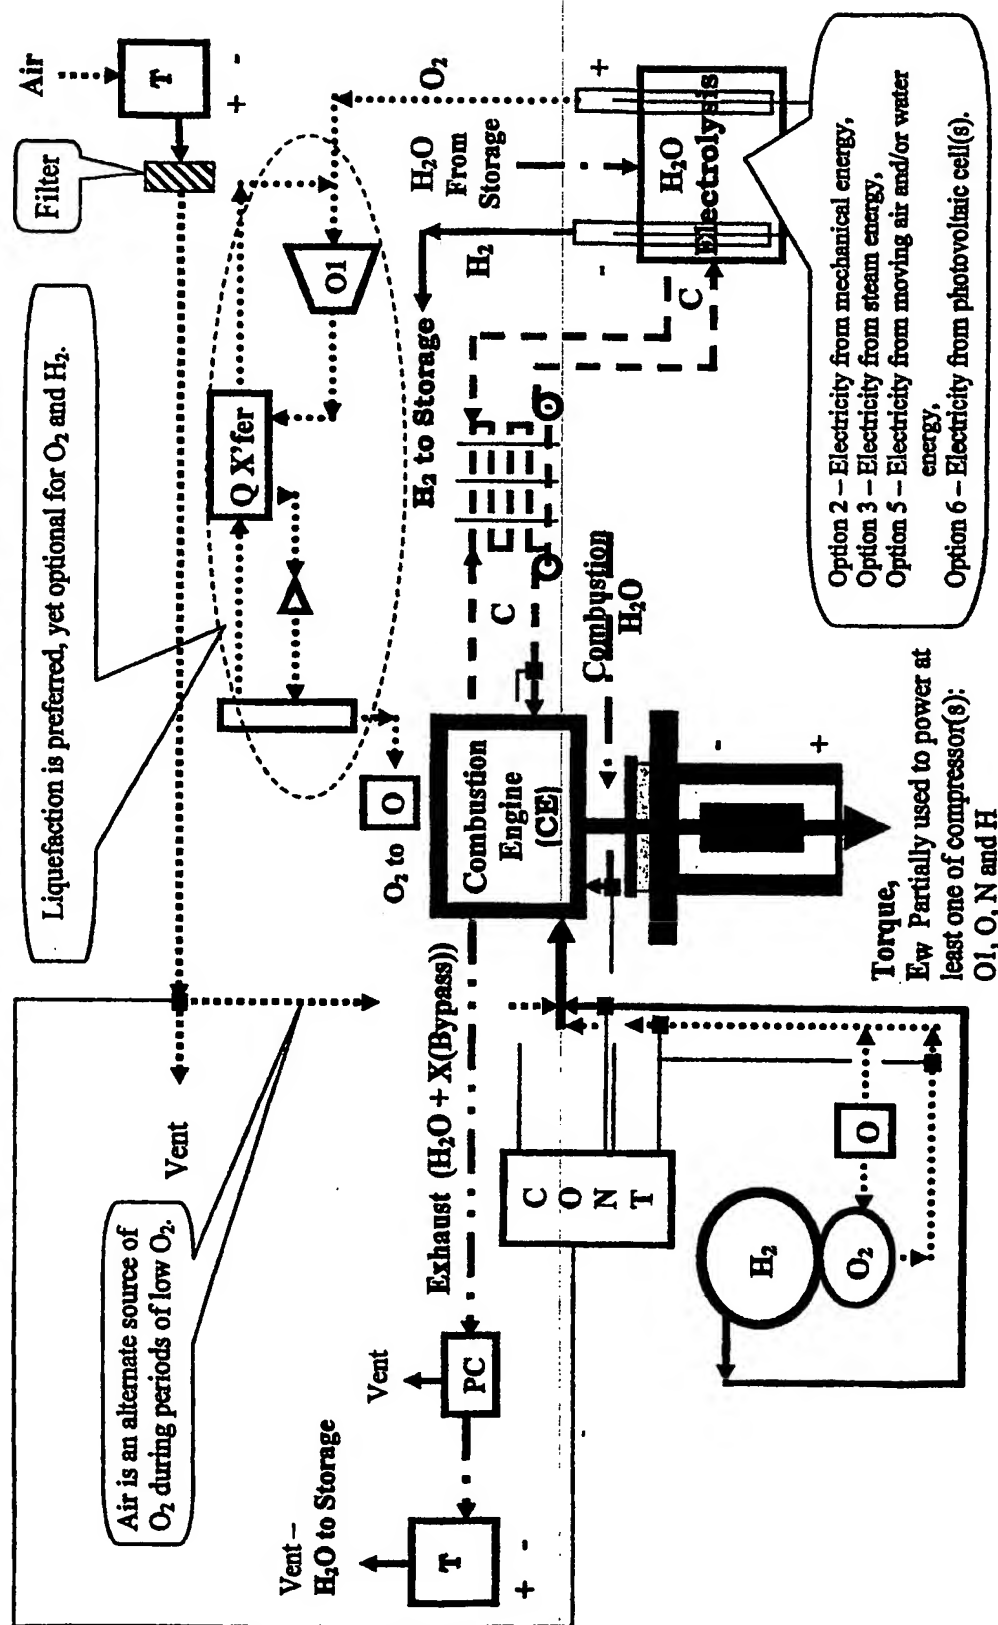 Air
T
+ -
Filter
Liquefaction is preferred, yet optional for O₂ and H₂.
Q X'fer
O1
O₂
H₂O
From
Storage
H₂
H₂ to Storage
+
-
H₂O
Electrolysis
C
C
Option 2 – Electricity from mechanical energy,
Option 3 – Electricity from steam energy,
Option 5 – Electricity from moving air and/or water
energy,
Option 6 – Electricity from photovoltaic cell(s).
O₂ to
O
Combustion
Engine
(CE)
Combustion
H₂O
-
+
Torque,
Ew Partially used to power at
least one of compressor(s):
O1, O, N and H
Vent
Air is an alternate source of
O₂ during periods of low O₂.
Exhaust (H₂O + X(Bypass))
Vent
PC
Vent –
H₂O to Storage
T
+ -
C
O
N
T
H₂
O₂
O